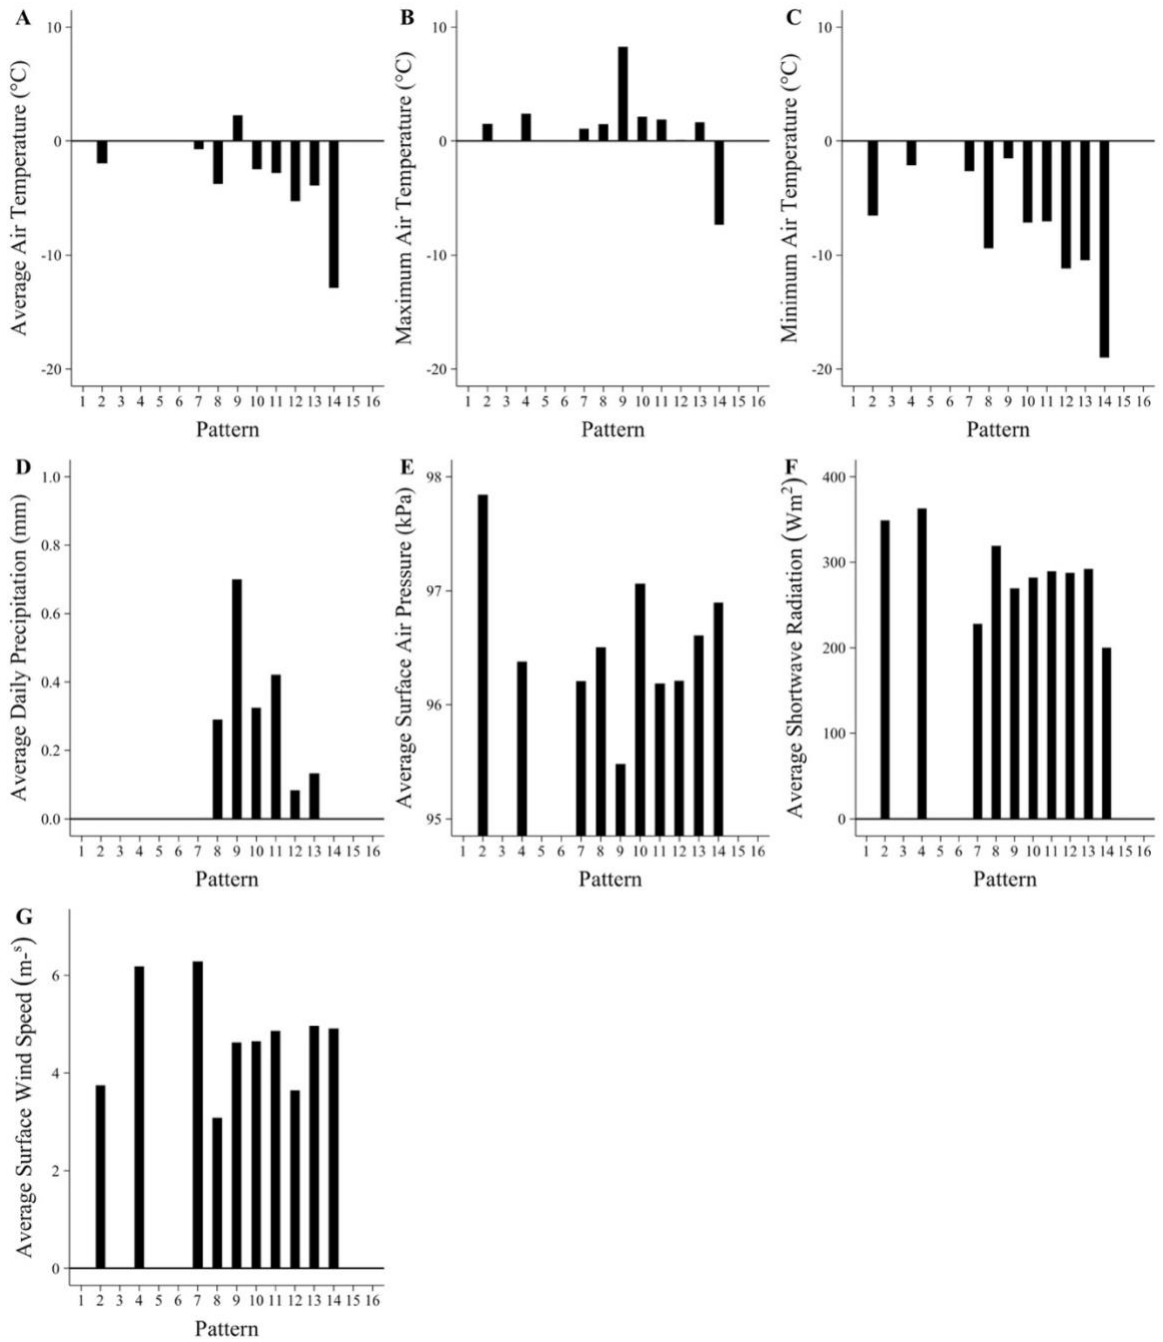 A
Average Air Temperature (°C)
10
0
-10
-20
1 2 3 4 5 6 7 8 9 10 11 12 13 14 15 16
Pattern
B
Maximum Air Temperature (°C)
10
0
-10
-20
1 2 3 4 5 6 7 8 9 10 11 12 13 14 15 16
Pattern
C
Minimum Air Temperature (°C)
10
0
-10
-20
1 2 3 4 5 6 7 8 9 10 11 12 13 14 15 16
Pattern
D
Average Daily Precipitation (mm)
1.0
0.8
0.6
0.4
0.2
0.0
1 2 3 4 5 6 7 8 9 10 11 12 13 14 15 16
Pattern
E
Average Surface Air Pressure (kPa)
98
97
96
95
1 2 3 4 5 6 7 8 9 10 11 12 13 14 15 16
Pattern
F
Average Shortwave Radiation (Wm²)
400
300
200
100
0
1 2 3 4 5 6 7 8 9 10 11 12 13 14 15 16
Pattern
G
Average Surface Wind Speed (m-ˢ)
6
4
2
0
1 2 3 4 5 6 7 8 9 10 11 12 13 14 15 16
Pattern